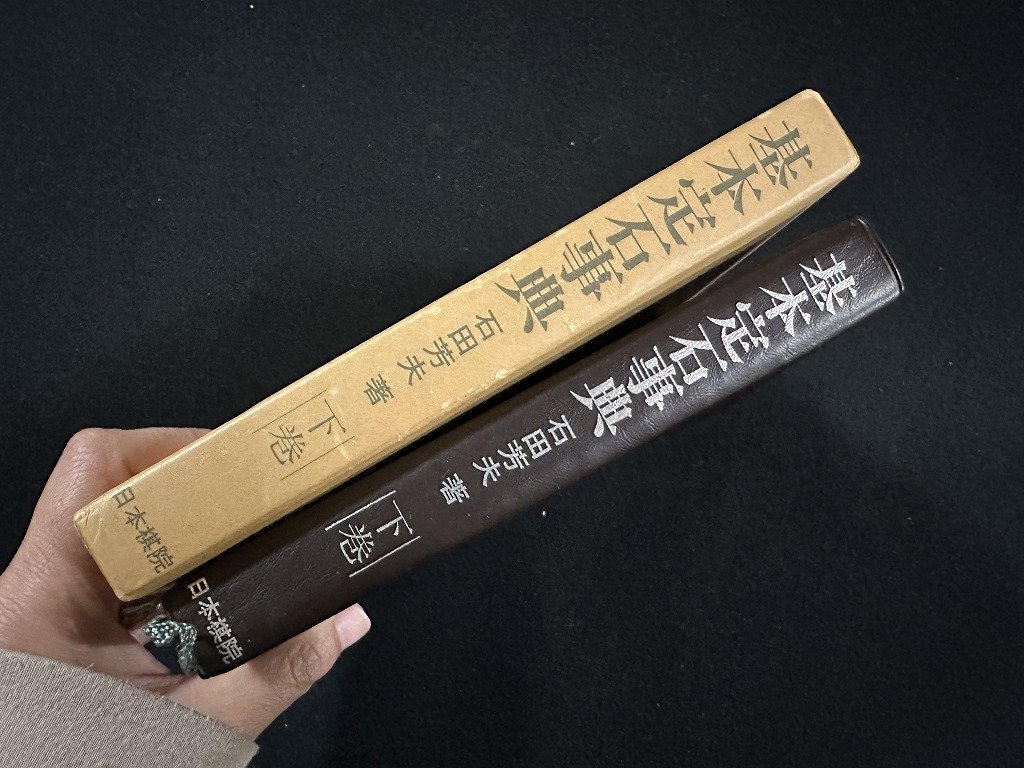 基本定石事典
石田芳夫 著
下巻
日本棋院
基本定石事典
石田芳夫 著
下巻
日本棋院